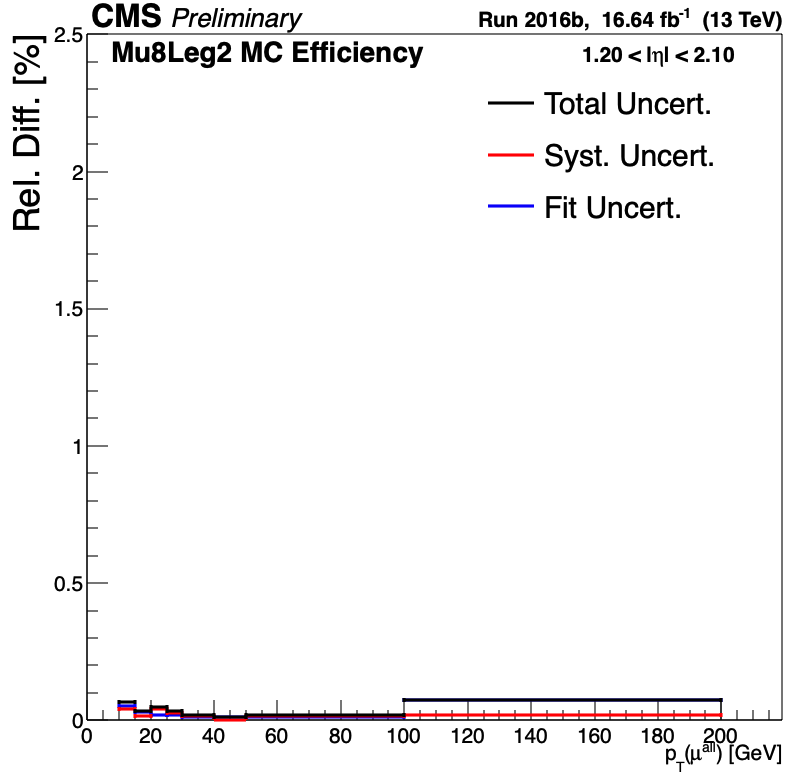 CMS Preliminary Run 2016b, 16.64 fb⁻¹ (13 TeV)
Mu8Leg2 MC Efficiency 1.20 < |η| < 2.10
Total Uncert.
Syst. Uncert.
Fit Uncert.
Rel. Diff. [%]
2.5
2
1.5
1
0.5
0
0 20 40 60 80 100 120 140 160 180 200
p_T(μ^all) [GeV]